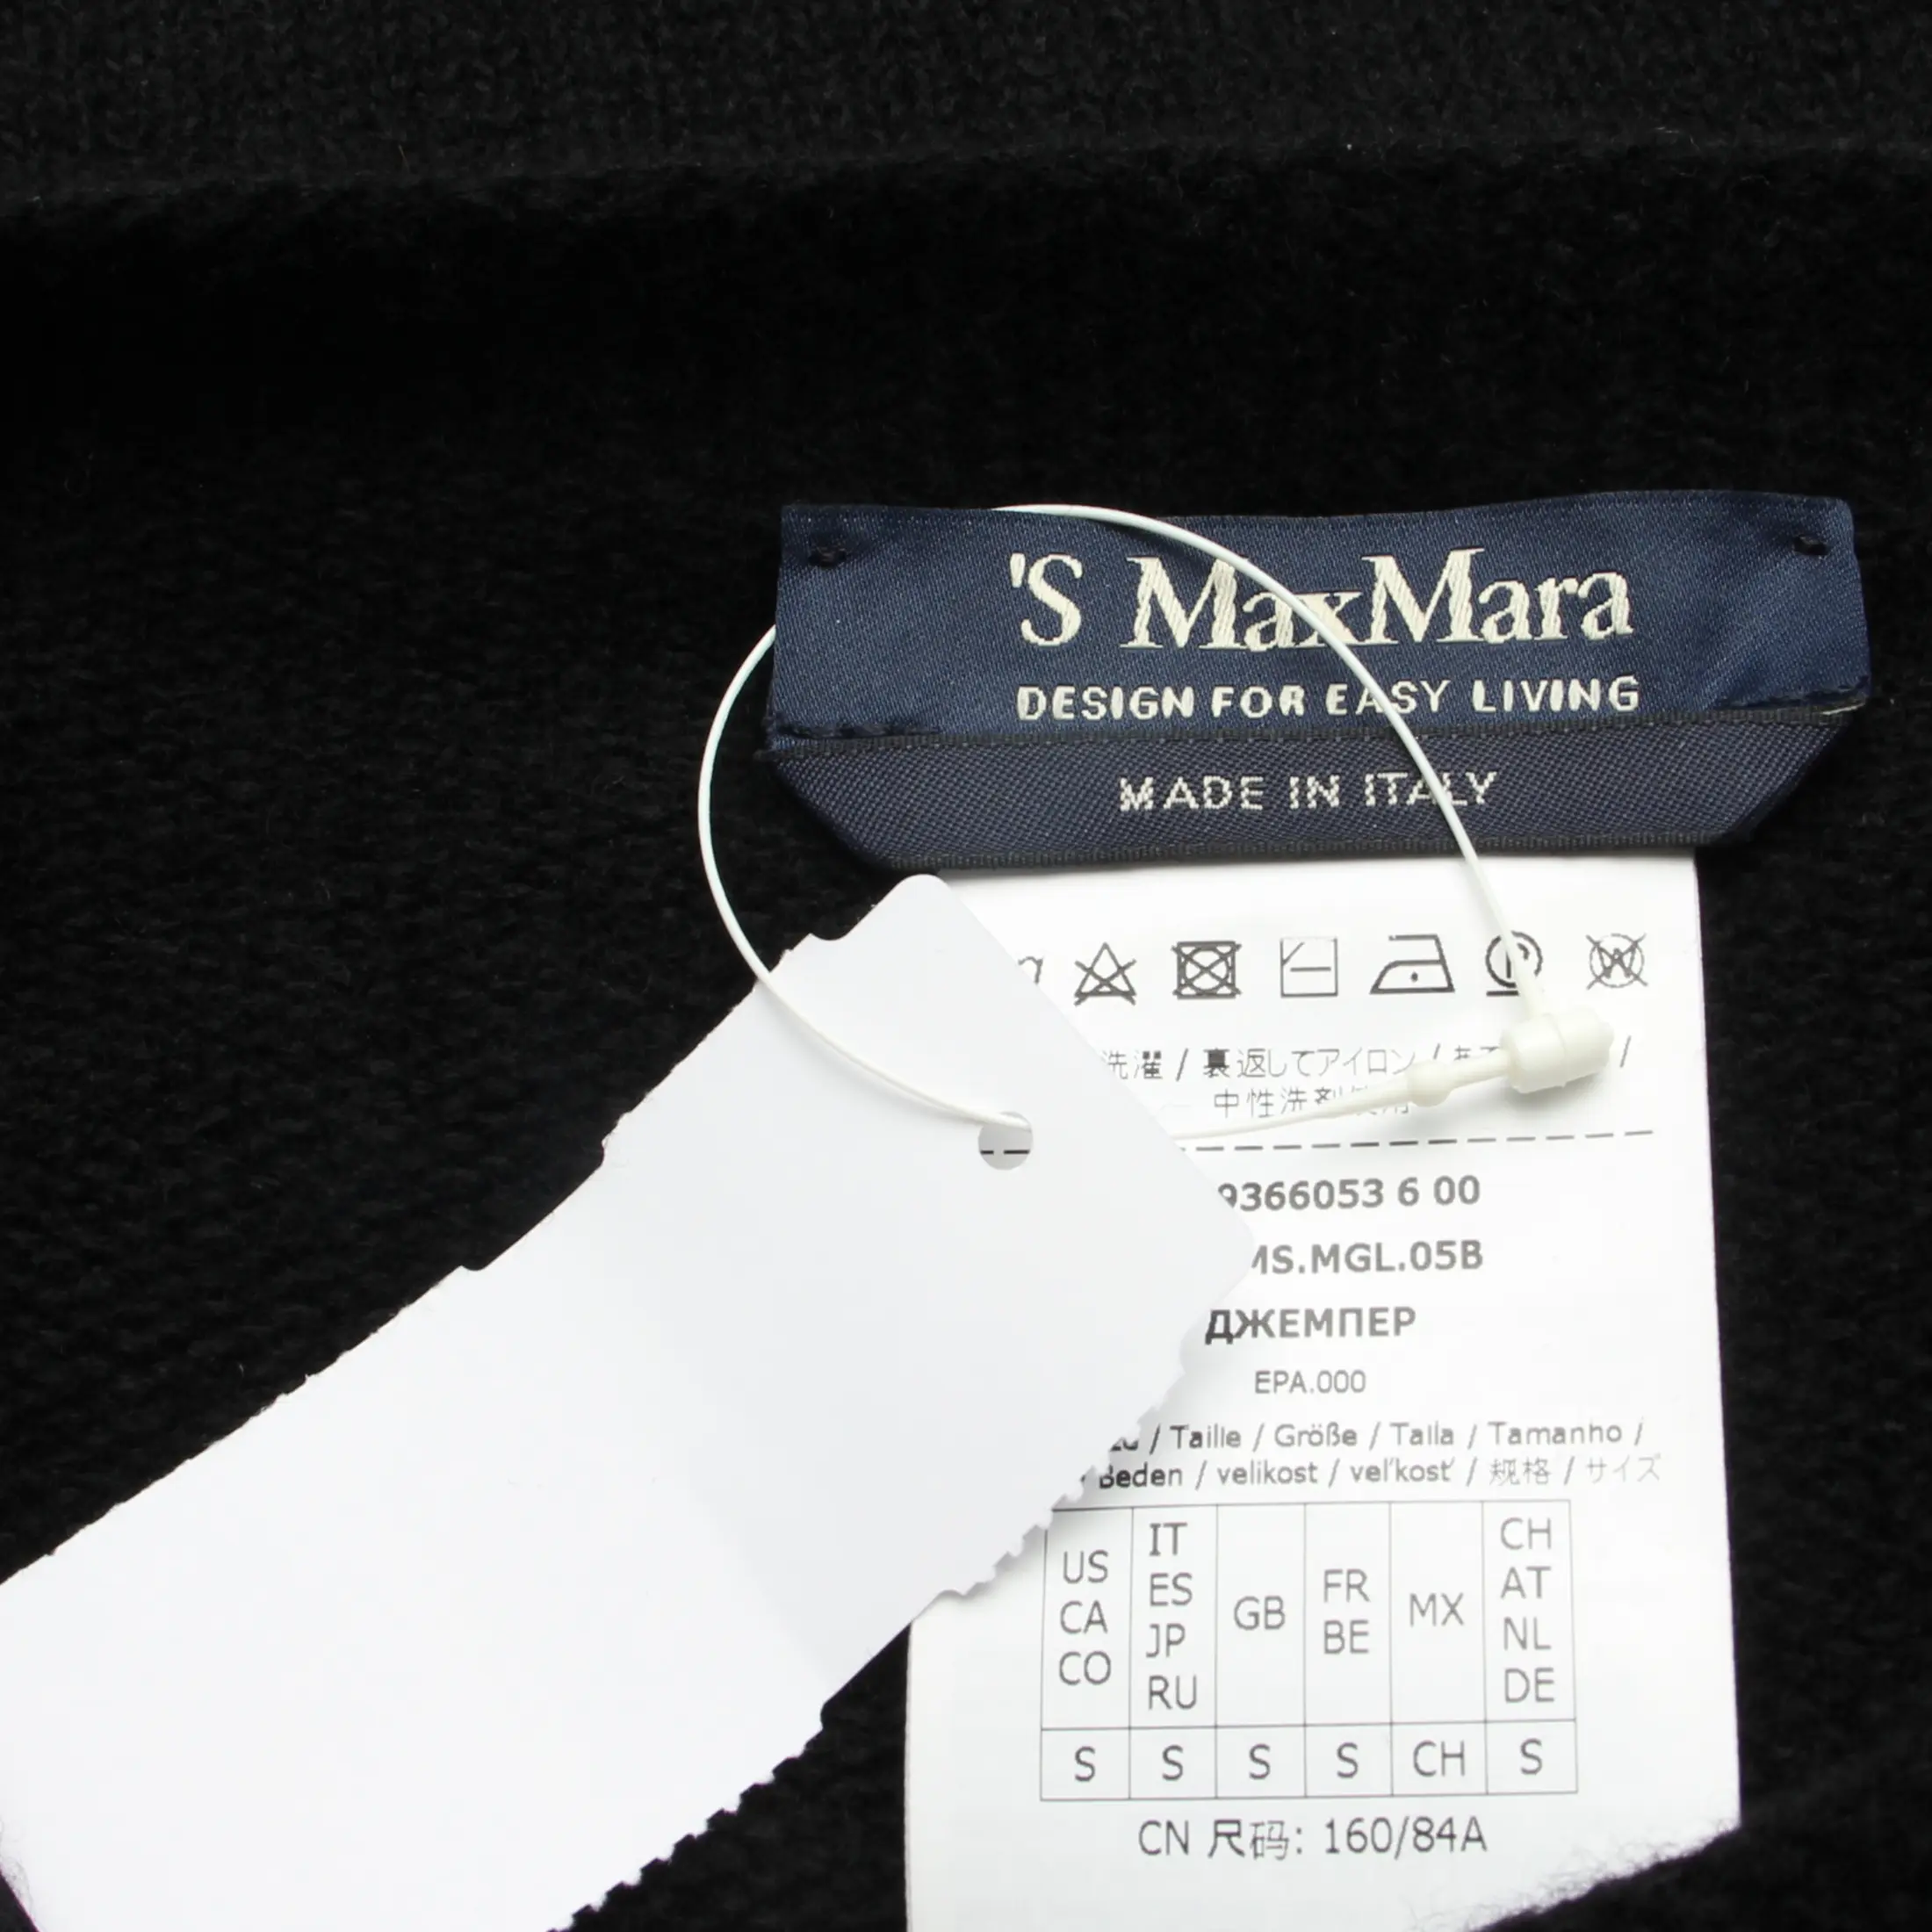 'S MaxMara
DESIGN FOR EASY LIVING
MADE IN ITALY
洗濯 / 裏返してアイロン / /
中性洗剤使用
9366053 6 00
MS.MGL.05B
ДЖЕМПЕР
EPA.000
/ Taille / Größe / Talla / Tamanho /
Beden / velikost / veľkosť / 规格 / サイズ
US CA CO IT ES JP RU GB FR BE MX CH AT NL DE
S S S S CH S
CN 尺码: 160/84A